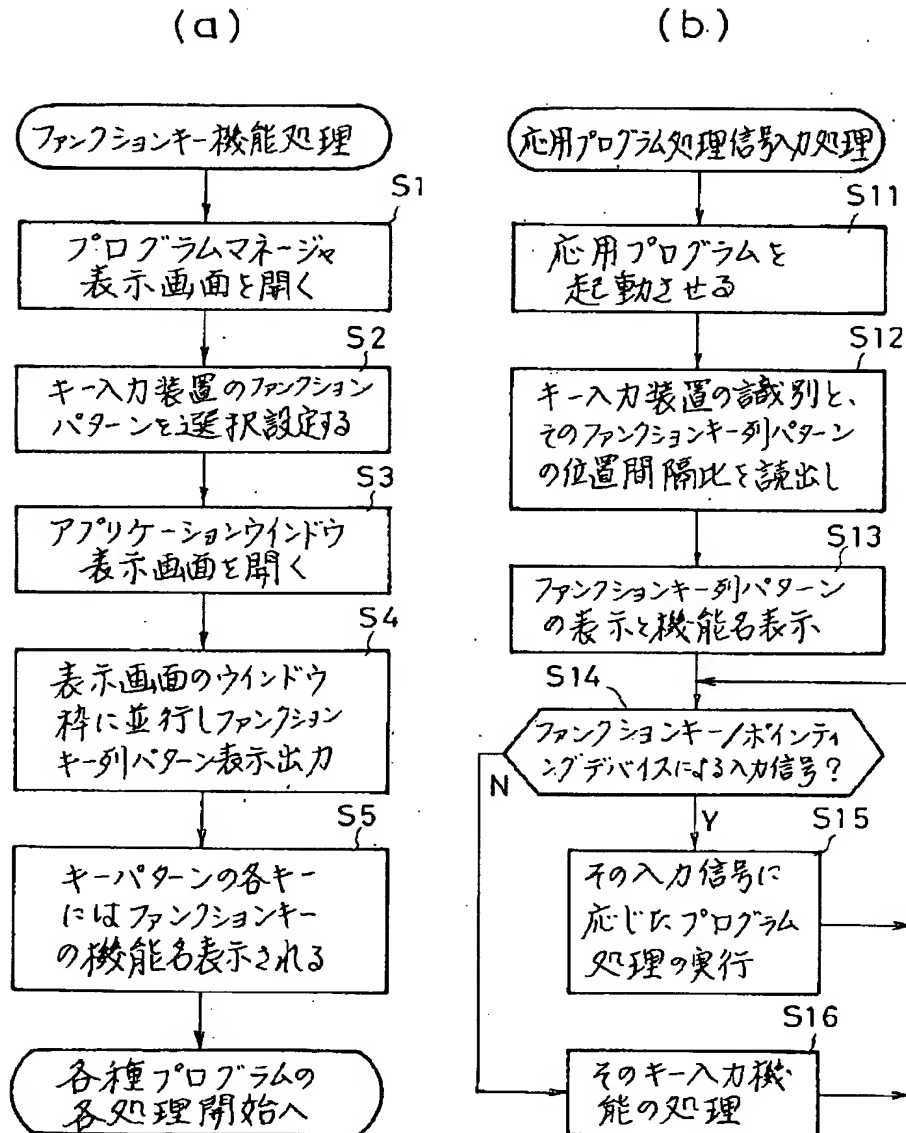 (a)
ファンクションキー機能処理
S1
プログラムマネージャ
表示画面を開く
S2
キー入力装置のファンクション
パターンを選択設定する
S3
アプリケーションウインドウ
表示画面を開く
S4
表示画面のウインドウ
枠に並行しファンクション
キー列パターン表示出力
S5
キーパターンの各キー
にはファンクションキー
の機能名表示される
各種プログラムの
各処理開始へ
(b)
応用プログラム処理信号入力処理
S11
応用プログラムを
起動させる
S12
キー入力装置の識別と、
そのファンクションキー列パターン
の位置間隔比を読出し
S13
ファンクションキー列パターン
の表示と機能名表示
S14
ファンクションキー/ポインティ
ングデバイスによる入力信号?
N
Y
S15
その入力信号に
応じたプログラム
処理の実行
S16
そのキー入力機
能の処理